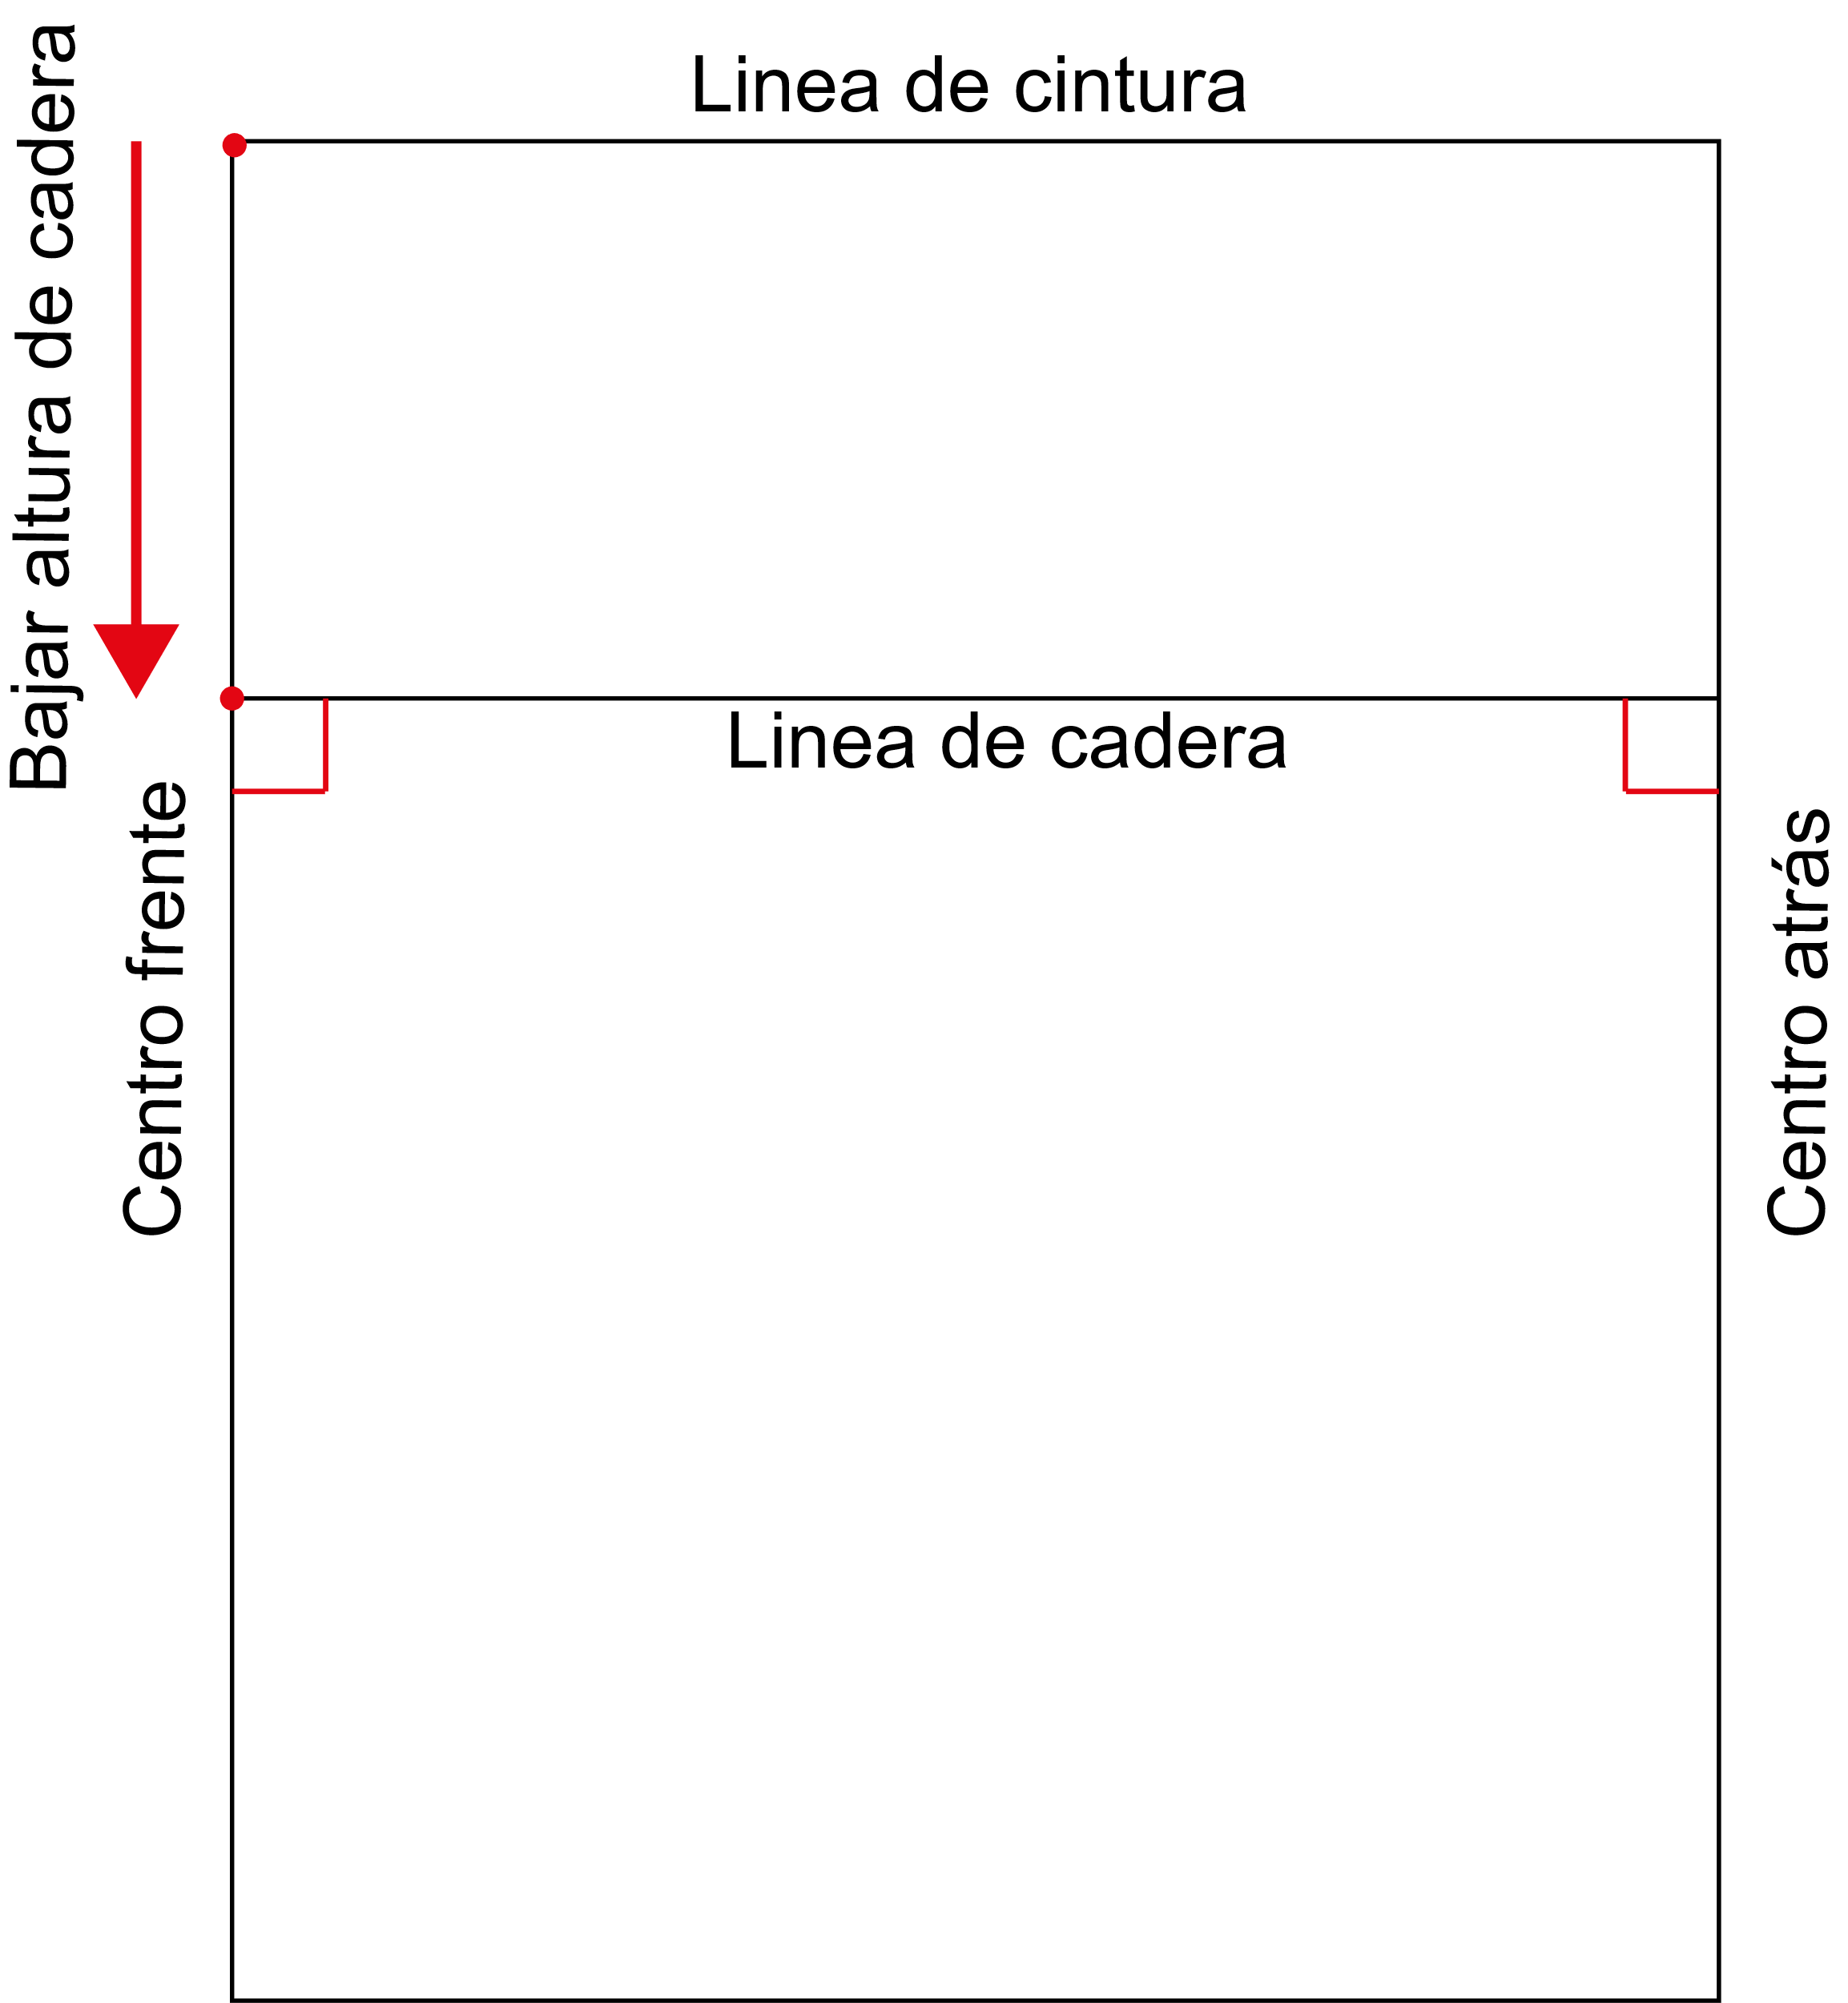 Linea de cintura
Bajar altura de cadera
Linea de cadera
Centro frente
Centro atrás